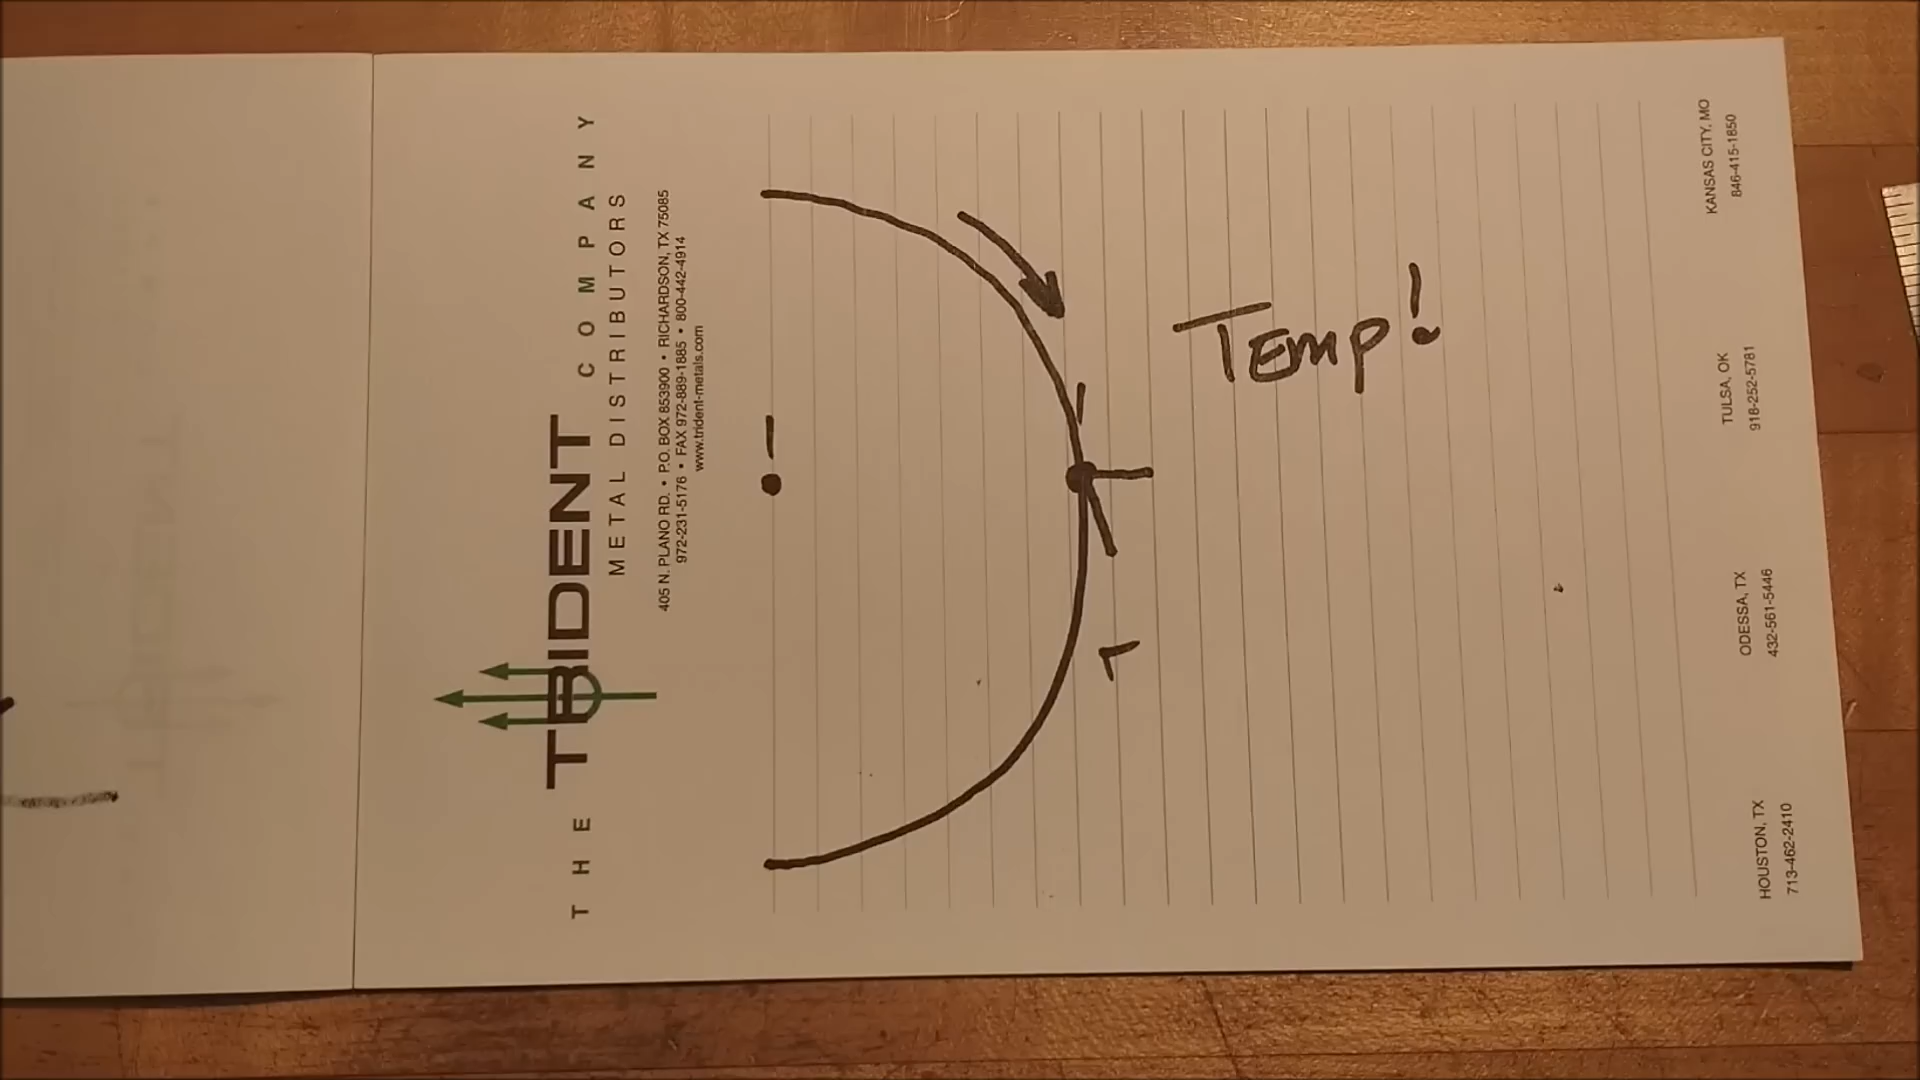 THE TRIDENT COMPANY
METAL DISTRIBUTORS
405 N. PLANO RD. • P.O. BOX 853900 • RICHARDSON, TX 75085
972-231-5176 • FAX 972-889-1885 • 800-442-4914
www.trident-metals.com
TEMP!
HOUSTON, TX
713-462-2410
ODESSA, TX
432-561-5446
TULSA, OK
918-252-5781
KANSAS CITY, MO
846-415-1850